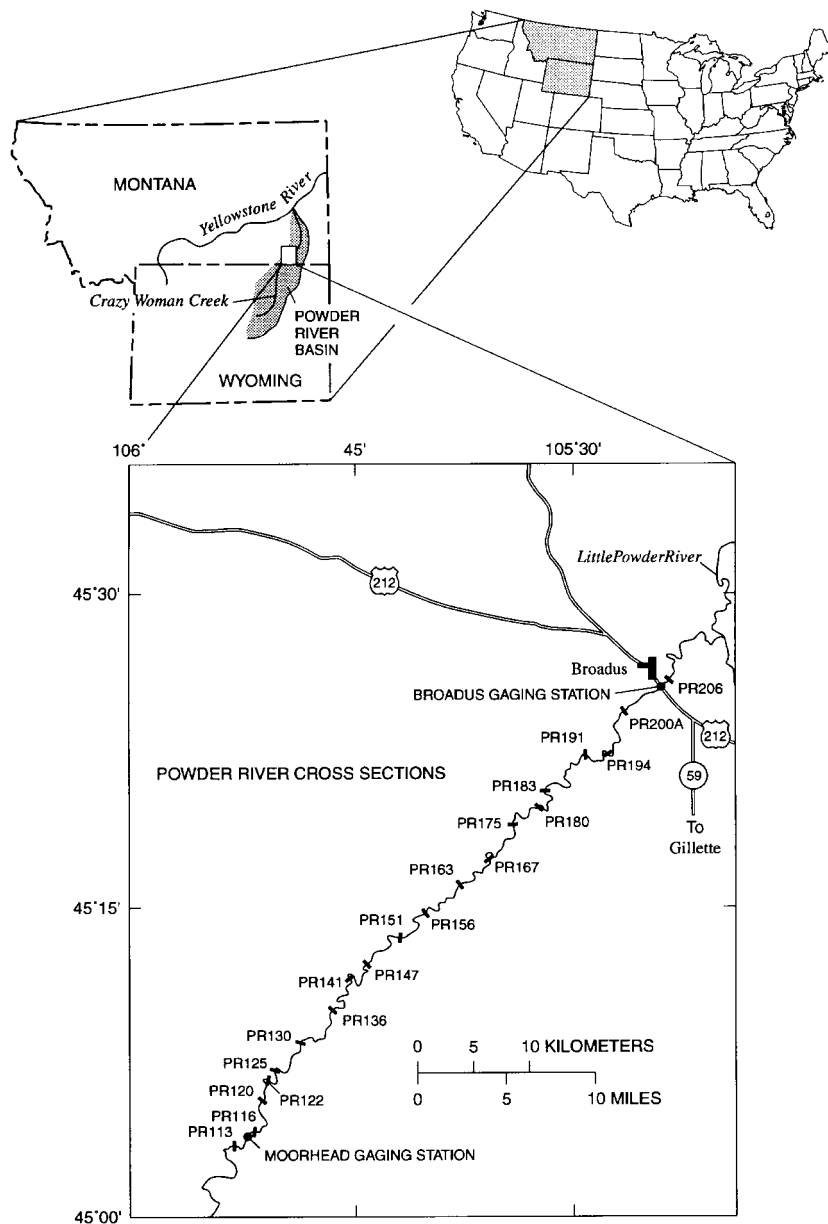 MONTANA
Yellowstone River
Crazy Woman Creek
POWDER
RIVER
BASIN
WYOMING
106°
45'
105°30'
LittlePowderRiver
212
45°30'
Broadus
PR206
BROADUS GAGING STATION
PR200A
212
PR191
PR194
POWDER RIVER CROSS SECTIONS
59
PR183
To
Gillette
PR180
PR175
PR167
PR163
45°15'
PR151
PR156
PR147
PR141
PR136
PR130
0 5 10 KILOMETERS
PR125
PR122
PR120
0 5 10 MILES
PR116
PR113
MOORHEAD GAGING STATION
45°00'